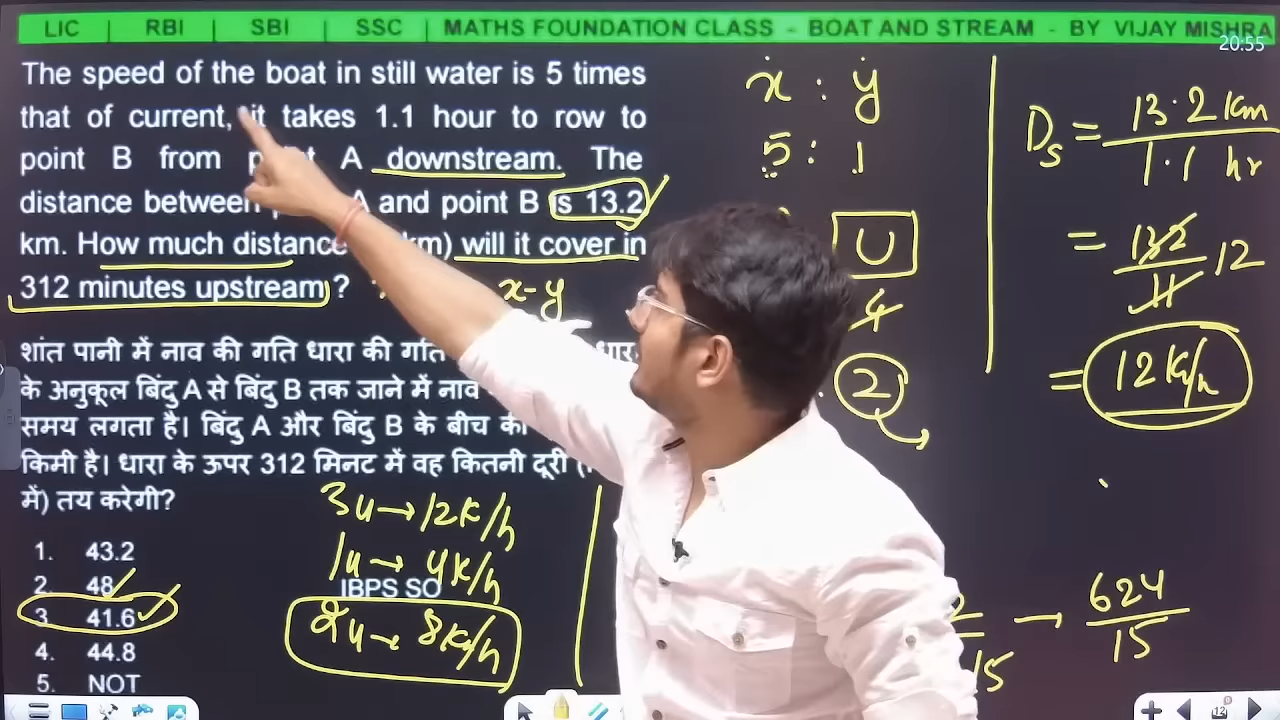 LIC | RBI | SBI | SSC | MATHS FOUNDATION CLASS - BOAT AND STREAM - BY VIJAY MISHRA
20:55
The speed of the boat in still water is 5 times
that of current, it takes 1.1 hour to row to
point B from A downstream. The
distance between A and point B is 13.2
km. How much distance km) will it cover in
312 minutes upstream ?
x-y
शांत पानी में नाव की गति धारा की
के अनुकूल बिंदु A से बिंदु B तक जाने में नाव
समय लगता है। बिंदु A और बिंदु B के बीच
किमी है। धारा के ऊपर 312 मिनट में वह कितनी दूरी
में) तय करेगी?
1. 43.2
2. 48
3. 41.6
4. 44.8
5. NOT
3u → 12K/h
1u → 4K/h
IBPS SO
2u → 8K/h
x : y
5 : 1
U
4
2
Ds = 13.2 km / 1.1 hr
= 132 / 11 12
= 12K/h
15 → 624 / 15